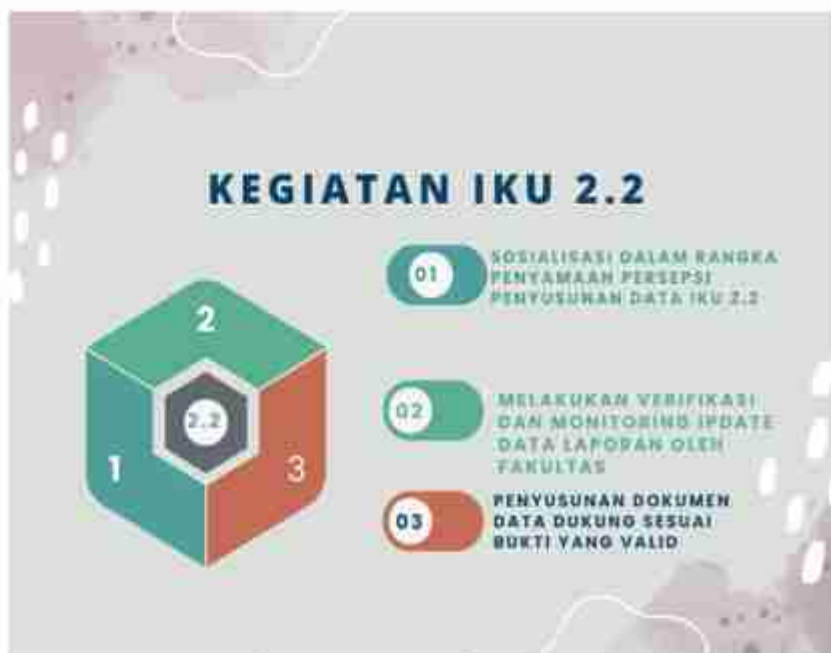 KEGIATAN IKU 2.2
01
SOSIALISASI DALAM RANGKA
PENYAMAAN PERSEPSI
PENYUSUNAN DATA IKU 2.2
2
2.2
1
3
02
MELAKUKAN VERIFIKASI
DAN MONITORING IPDATE
DATA LAPORAN OLEH
FAKULTAS
03
PENYUSUNAN DOKUMEN
DATA DUKUNG SESUAI
BUKTI YANG VALID